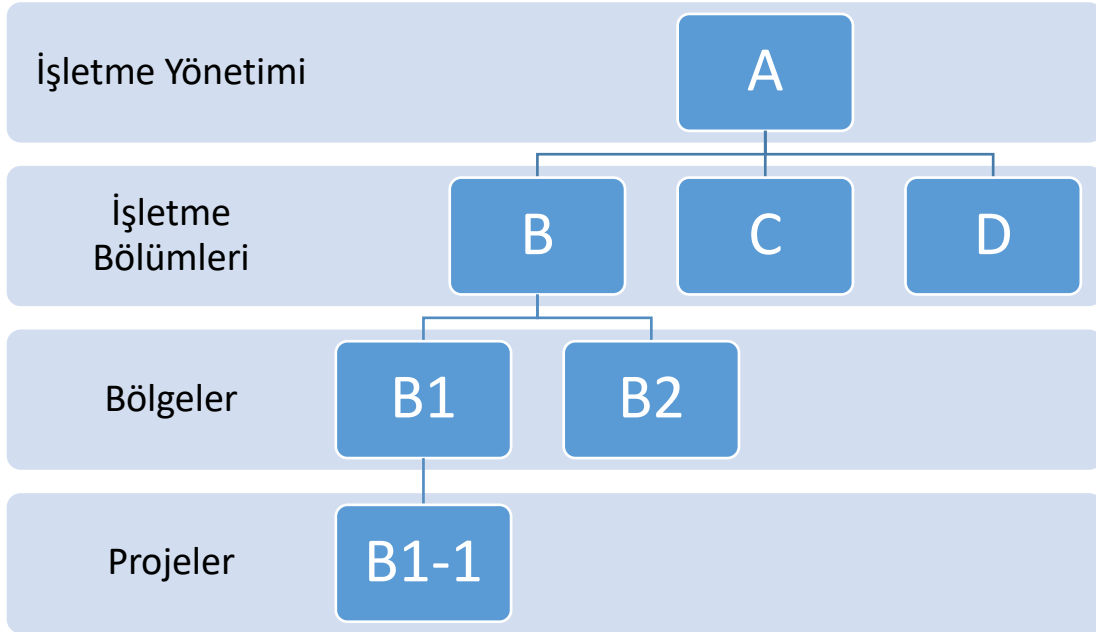 İşletme Yönetimi
A
İşletme
Bölümleri
B
C
D
Bölgeler
B1
B2
Projeler
B1-1